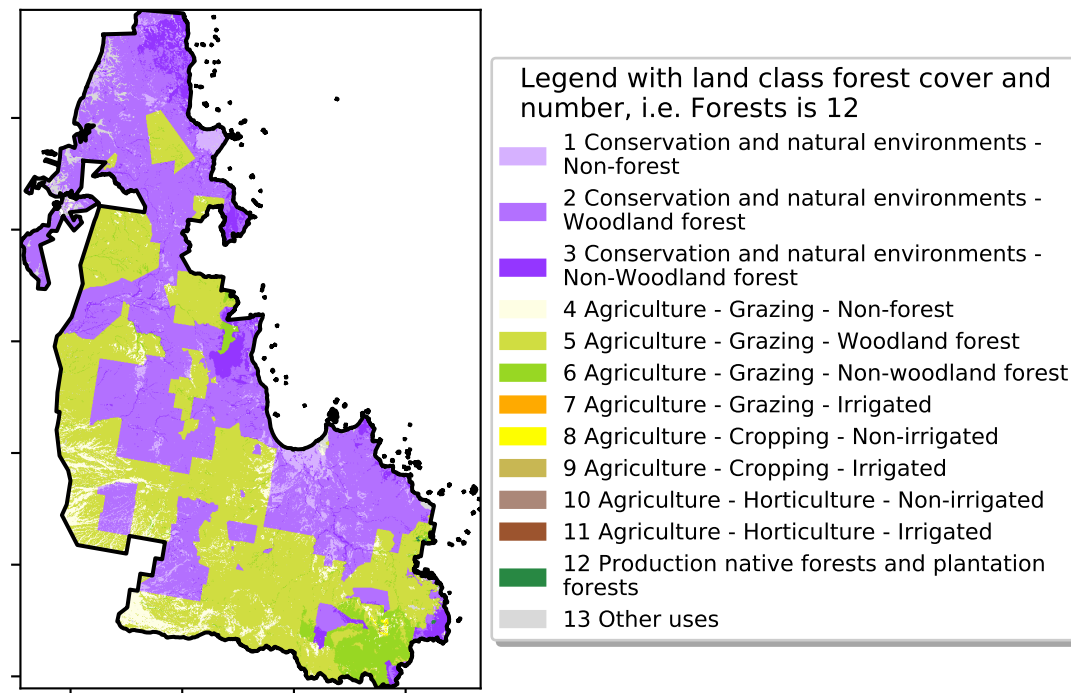 Legend with land class forest cover and
number, i.e. Forests is 12
1 Conservation and natural environments -
Non-forest
2 Conservation and natural environments -
Woodland forest
3 Conservation and natural environments -
Non-Woodland forest
4 Agriculture - Grazing - Non-forest
5 Agriculture - Grazing - Woodland forest
6 Agriculture - Grazing - Non-woodland forest
7 Agriculture - Grazing - Irrigated
8 Agriculture - Cropping - Non-irrigated
9 Agriculture - Cropping - Irrigated
10 Agriculture - Horticulture - Non-irrigated
11 Agriculture - Horticulture - Irrigated
12 Production native forests and plantation
forests
13 Other uses